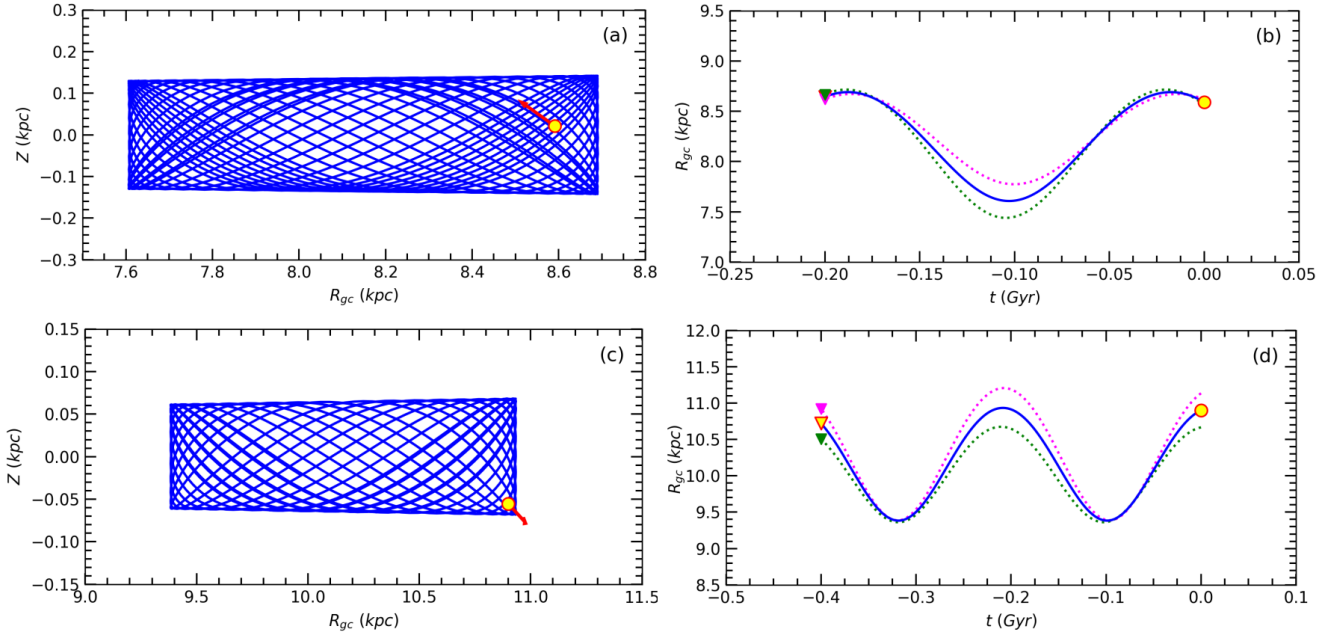 (a)
0.3
0.2
0.1
0.0
−0.1
−0.2
−0.3
Z (kpc)
7.6 7.8 8.0 8.2 8.4 8.6 8.8
R_gc (kpc)
(b)
9.5
9.0
8.5
8.0
7.5
7.0
R_gc (kpc)
−0.25 −0.20 −0.15 −0.10 −0.05 0.00 0.05
t (Gyr)
(c)
0.15
0.10
0.05
0.00
−0.05
−0.10
−0.15
Z (kpc)
9.0 9.5 10.0 10.5 11.0 11.5
R_gc (kpc)
(d)
12.0
11.5
11.0
10.5
10.0
9.5
9.0
8.5
R_gc (kpc)
−0.5 −0.4 −0.3 −0.2 −0.1 0.0 0.1
t (Gyr)